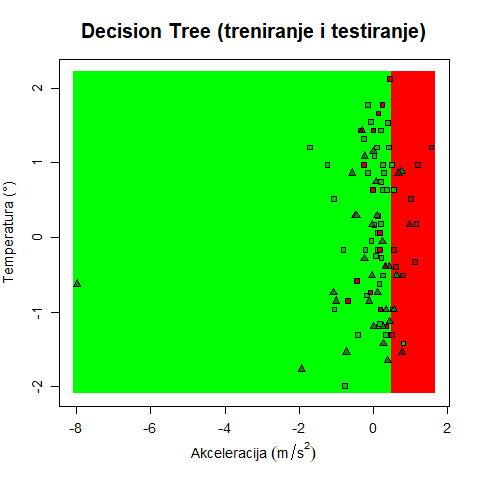 Decision Tree (treniranje i testiranje)
2
1
0
-1
-2
Temperatura (°)
-8 -6 -4 -2 0 2
Akceleracija (m/s²)